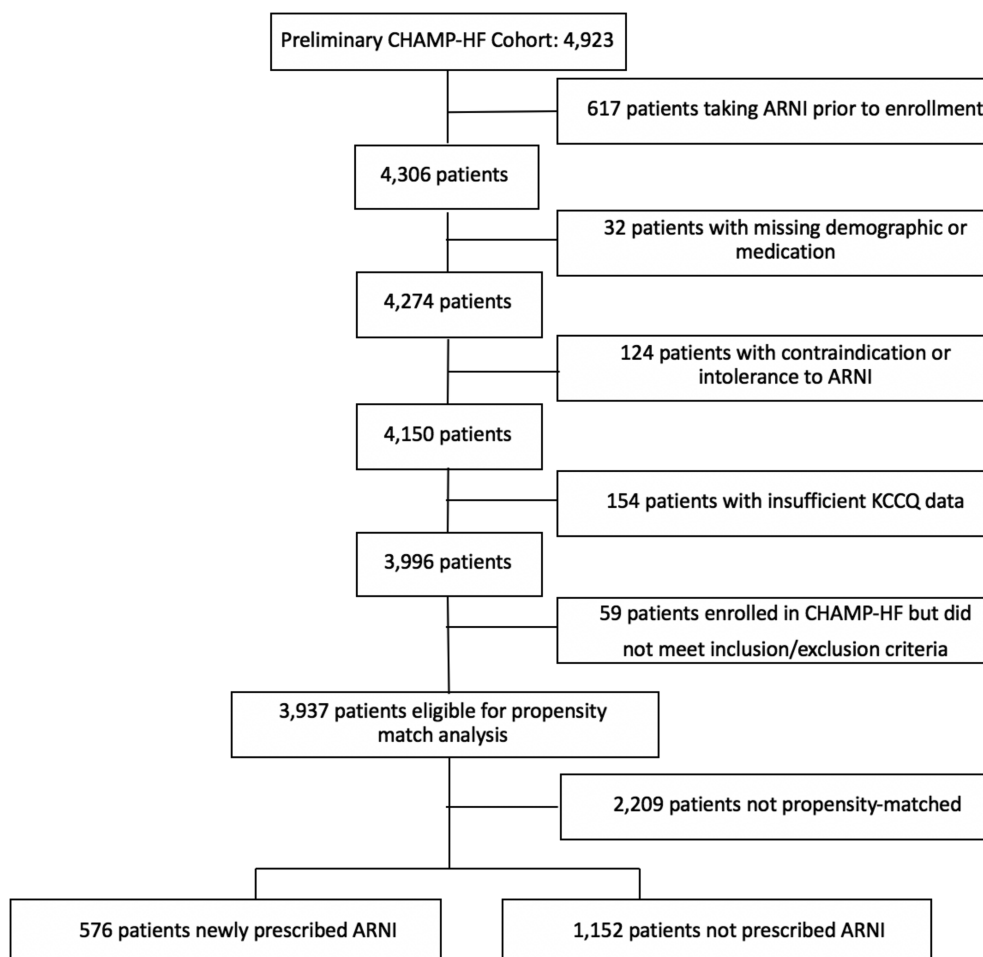 Preliminary CHAMP-HF Cohort: 4,923
617 patients taking ARNI prior to enrollment
4,306 patients
32 patients with missing demographic or
medication
4,274 patients
124 patients with contraindication or
intolerance to ARNI
4,150 patients
154 patients with insufficient KCCQ data
3,996 patients
59 patients enrolled in CHAMP-HF but did
not meet inclusion/exclusion criteria
3,937 patients eligible for propensity
match analysis
2,209 patients not propensity-matched
576 patients newly prescribed ARNI
1,152 patients not prescribed ARNI